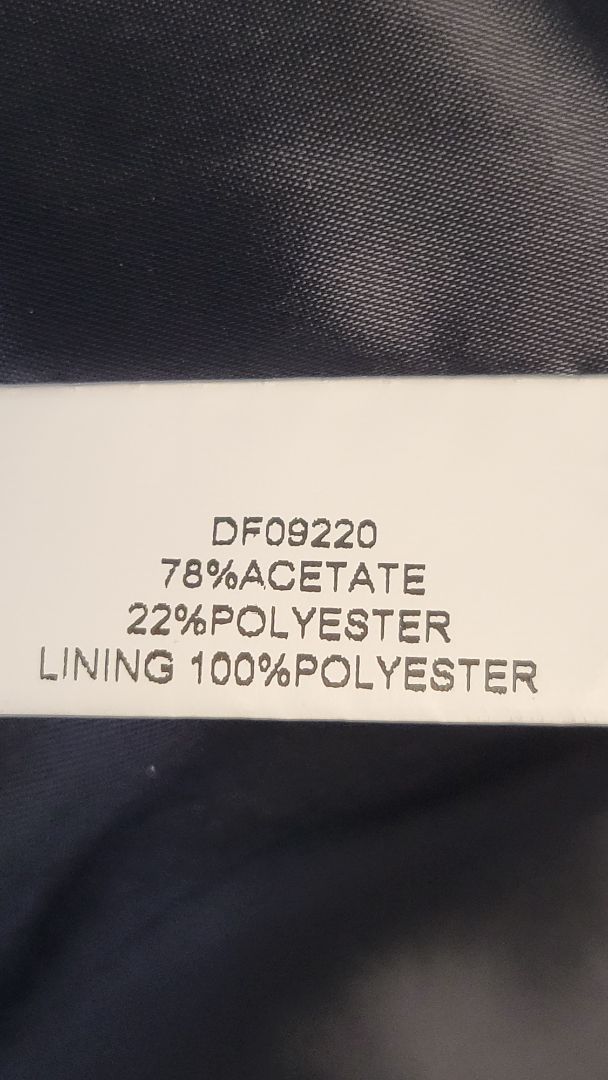 DF09220
78%ACETATE
22%POLYESTER
LINING 100%POLYESTER